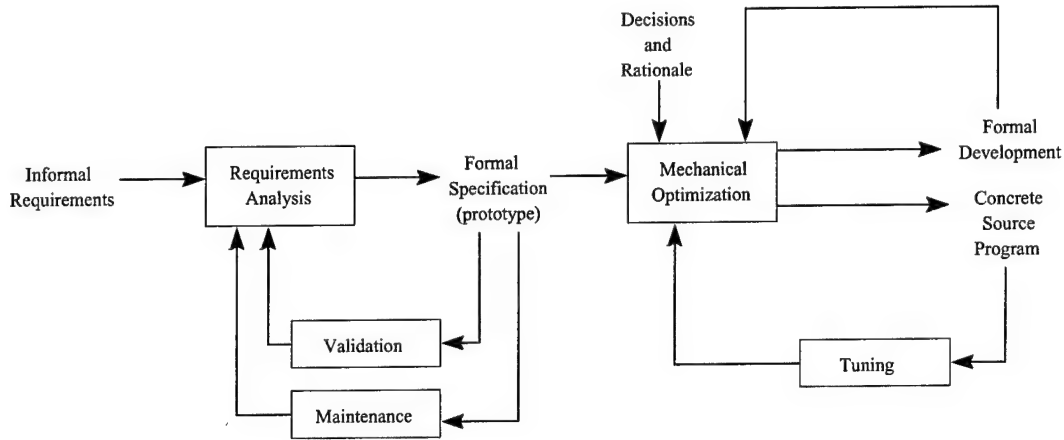 Informal
Requirements
Requirements
Analysis
Formal
Specification
(prototype)
Validation
Maintenance
Decisions
and
Rationale
Mechanical
Optimization
Formal
Development
Concrete
Source
Program
Tuning